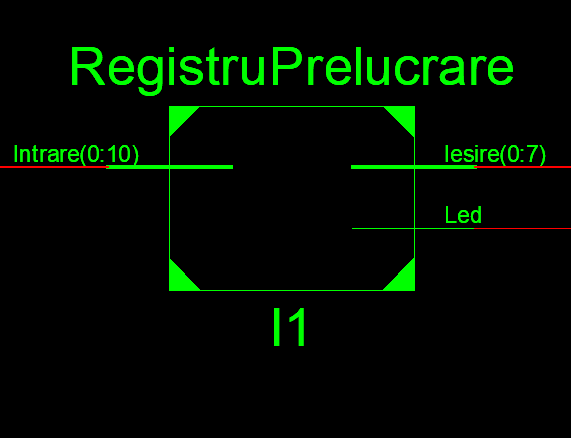 RegistruPrelucrare
Intrare(0:10)
Iesire(0:7)
Led
I1